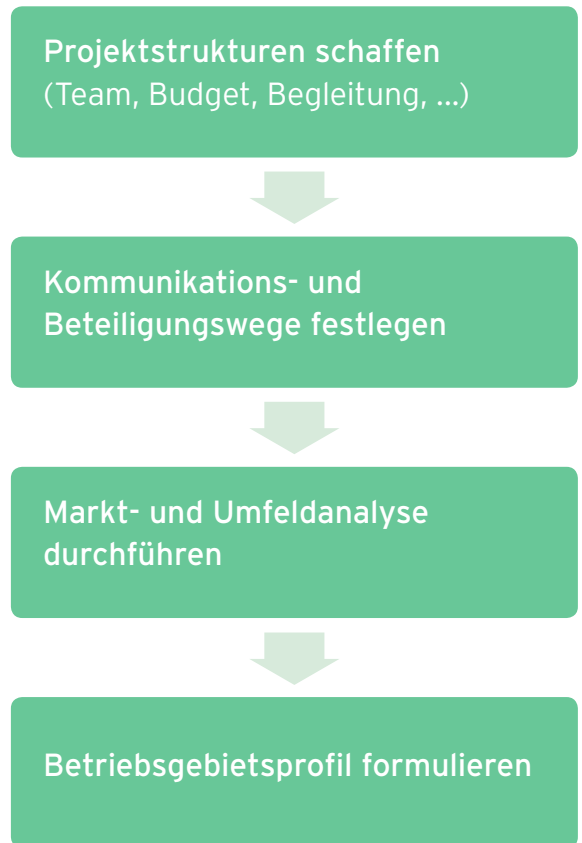 Projektstrukturen schaffen
(Team, Budget, Begleitung, ...)
Kommunikations- und
Beteiligungswege festlegen
Markt- und Umfeldanalyse
durchführen
Betriebsgebietsprofil formulieren